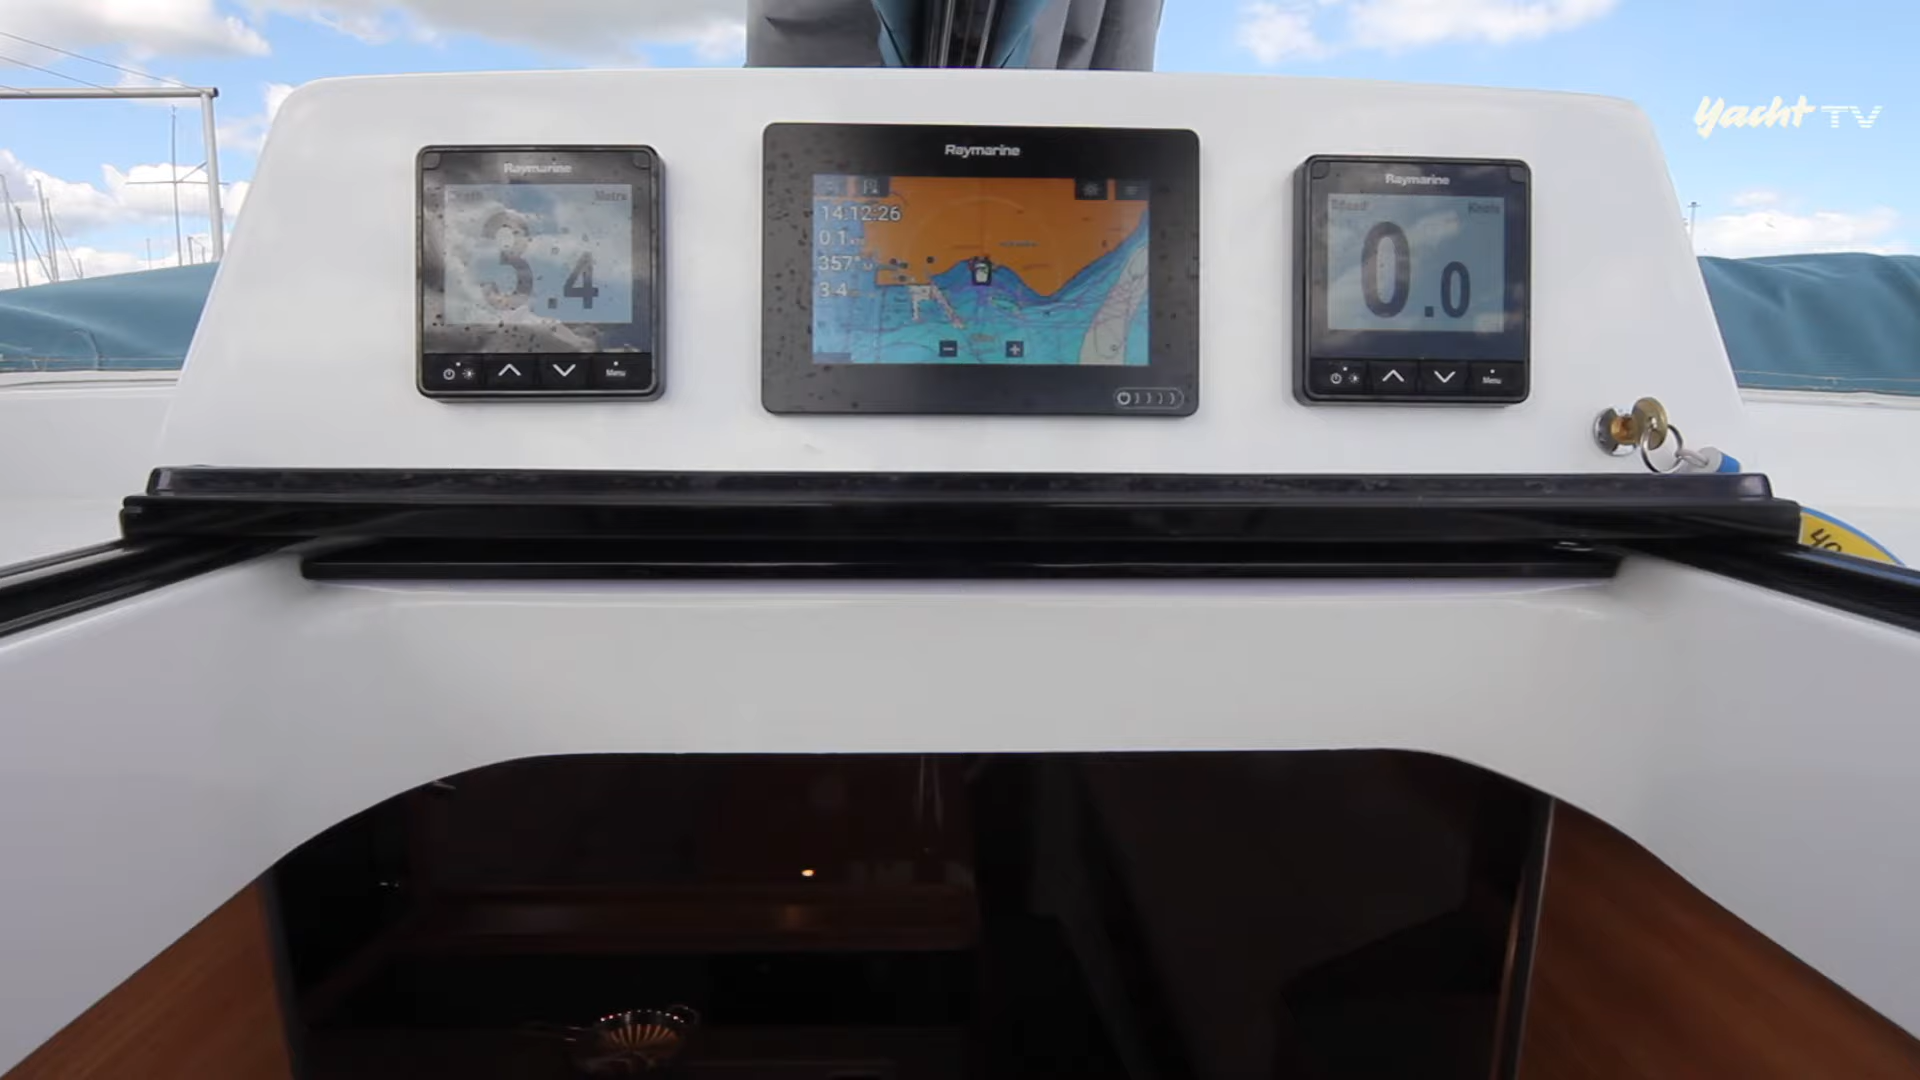 Yacht TV
Raymarine
Depth Metre
3.4
Menu
Raymarine
14:12:26
0.1
357°
3.4
Raymarine
Speed Knots
0.0
Menu